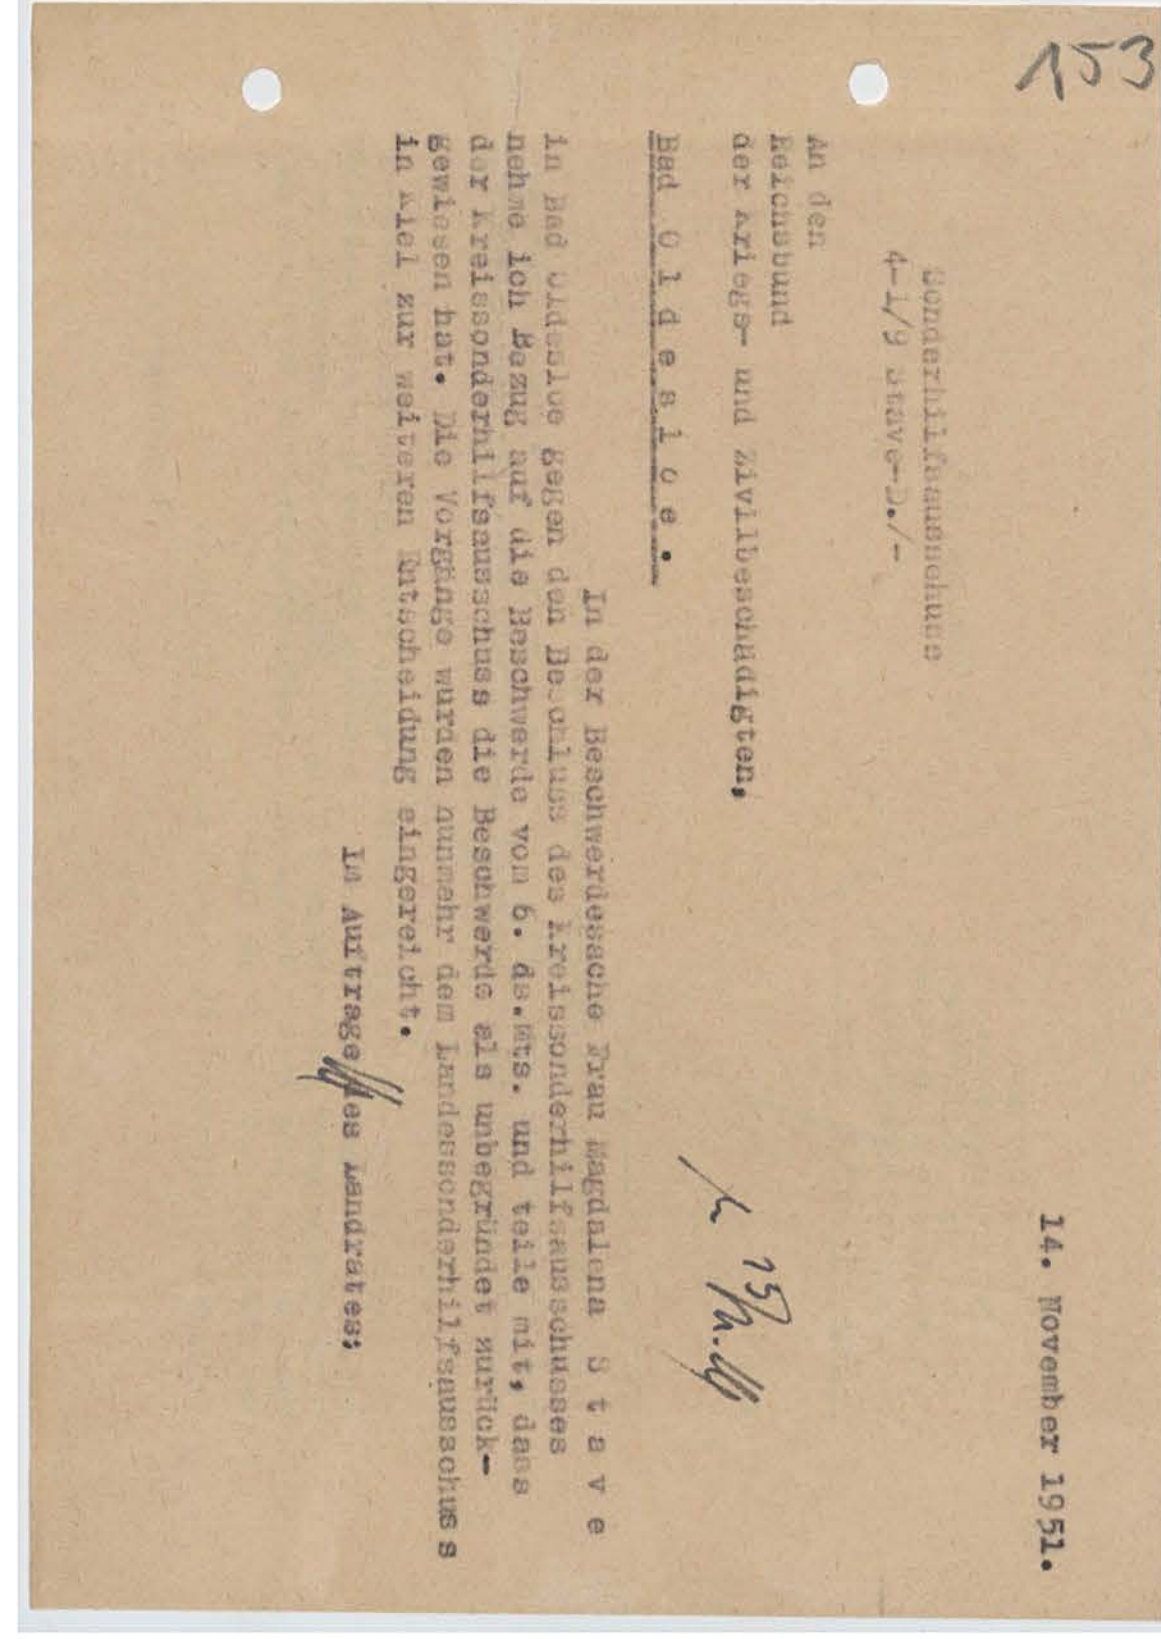 153
14. November 1951.
Sonderhilfsausschuss
4-1/9 Stave-D./-
An den
Reichsbund
der Kriegs- und Zivilbeschädigten,
Bad Oldesloe.
In der Beschwerdesache Frau Magdalena Stave
in Bad Oldesloe gegen den Beschluss des Kreissonderhilfsausschusses
nehme ich Bezug auf die Beschwerde vom 6. ds.Mts. und teile mit, dass
der Kreissonderhilfsausschuss die Beschwerde als unbegründet zurück-
gewiesen hat. Die Vorgänge wurden nunmehr dem Landessonderhilfsausschuss
in Kiel zur weiteren Entscheidung eingereicht.
Im Auftrage des Landrates: